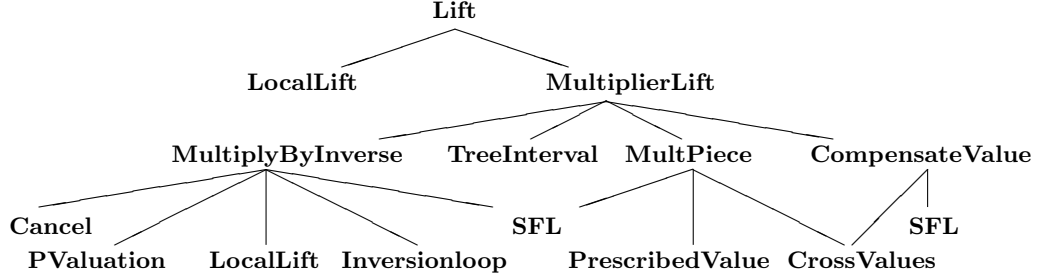 Lift
LocalLift MultiplierLift
MultiplyByInverse TreeInterval MultPiece CompensateValue
Cancel SFL SFL
PValuation LocalLift Inversionloop PrescribedValue CrossValues